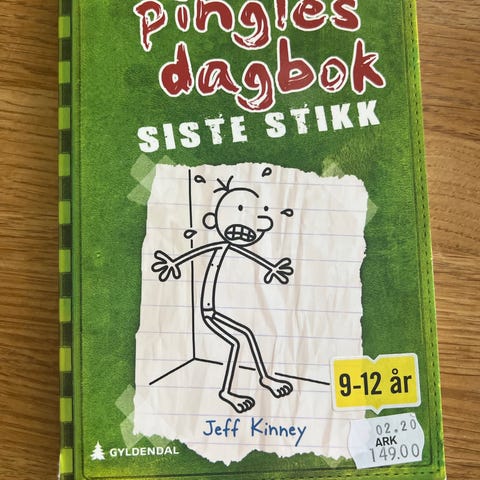 pingles
dagbok
SISTE STIKK
9-12 år
Jeff Kinney
02.20
ARK
149.00
GYLDENDAL